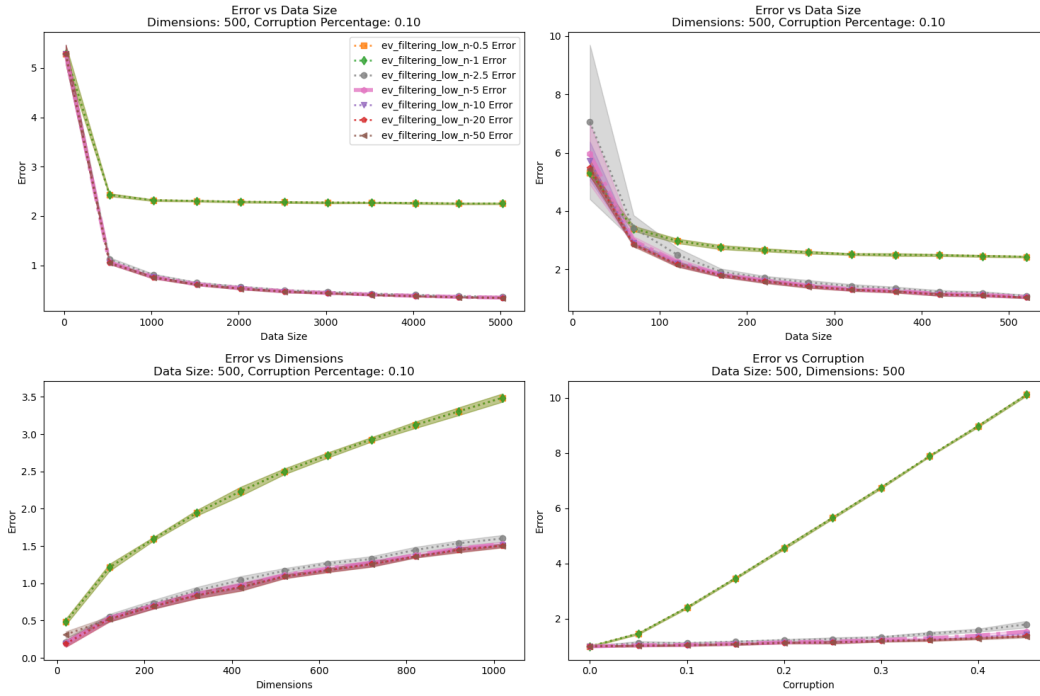 Error vs Data Size
Dimensions: 500, Corruption Percentage: 0.10
Error
5
4
3
2
1
0
1000
2000
3000
4000
5000
Data Size
ev_filtering_low_n-0.5 Error
ev_filtering_low_n-1 Error
ev_filtering_low_n-2.5 Error
ev_filtering_low_n-5 Error
ev_filtering_low_n-10 Error
ev_filtering_low_n-20 Error
ev_filtering_low_n-50 Error
Error vs Data Size
Dimensions: 500, Corruption Percentage: 0.10
Error
10
8
6
4
2
0
100
200
300
400
500
Data Size
Error vs Dimensions
Data Size: 500, Corruption Percentage: 0.10
Error
3.5
3.0
2.5
2.0
1.5
1.0
0.5
0.0
0
200
400
600
800
1000
Dimensions
Error vs Corruption
Data Size: 500, Dimensions: 500
Error
10
8
6
4
2
0.0
0.1
0.2
0.3
0.4
Corruption